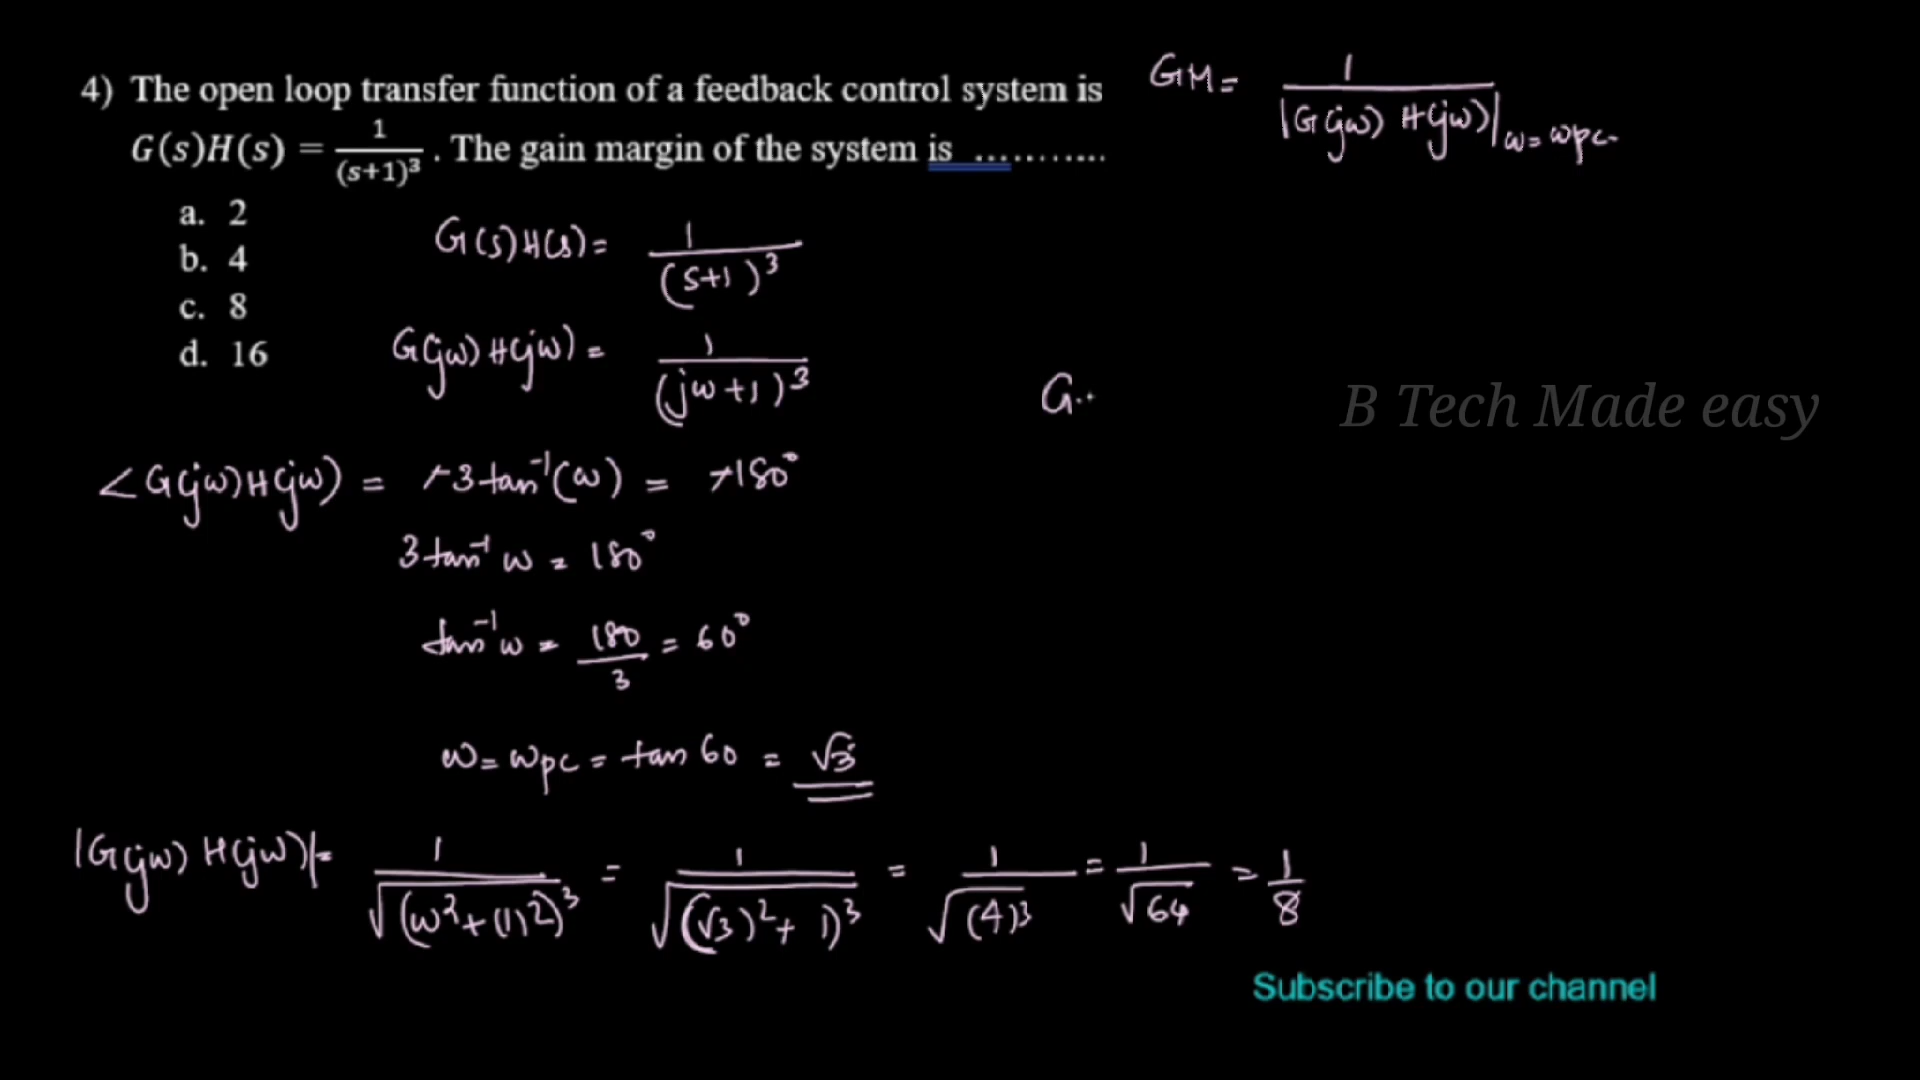 4) The open loop transfer function of a feedback control system is
G(s)H(s) = 1/(s+1)³ . The gain margin of the system is ...........
a. 2
b. 4
c. 8
d. 16
GM = 1/|G(jω) H(jω)| ω=ωpc.
G(s)H(s) = 1/(s+1)³
G(jω)H(jω) = 1/(jω+1)³
G..
B Tech Made easy
∠G(jω)H(jω) = -3tan⁻¹(ω) = -180°
3tan⁻¹ω = 180°
tan⁻¹ω = 180/3 = 60°
ω = ωpc = tan 60 = √3
|G(jω) H(jω)| = 1/√(ω²+(1)²)³ = 1/√((√3)²+1)³ = 1/√(4)³ = 1/√64 = 1/8
Subscribe to our channel